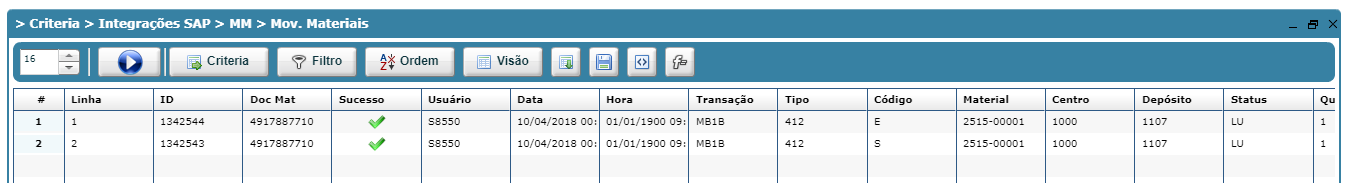 > Criteria > Integrações SAP > MM > Mov. Materiais
16 Criteria Filtro Ordem Visão
# Linha ID Doc Mat Sucesso Usuário Data Hora Transação Tipo Código Material Centro Depósito Status Qu
1 1 1342544 4917887710 S8550 10/04/2018 00: 01/01/1900 09: MB1B 412 E 2515-00001 1000 1107 LU 1
2 2 1342543 4917887710 S8550 10/04/2018 00: 01/01/1900 09: MB1B 412 S 2515-00001 1000 1107 LU 1